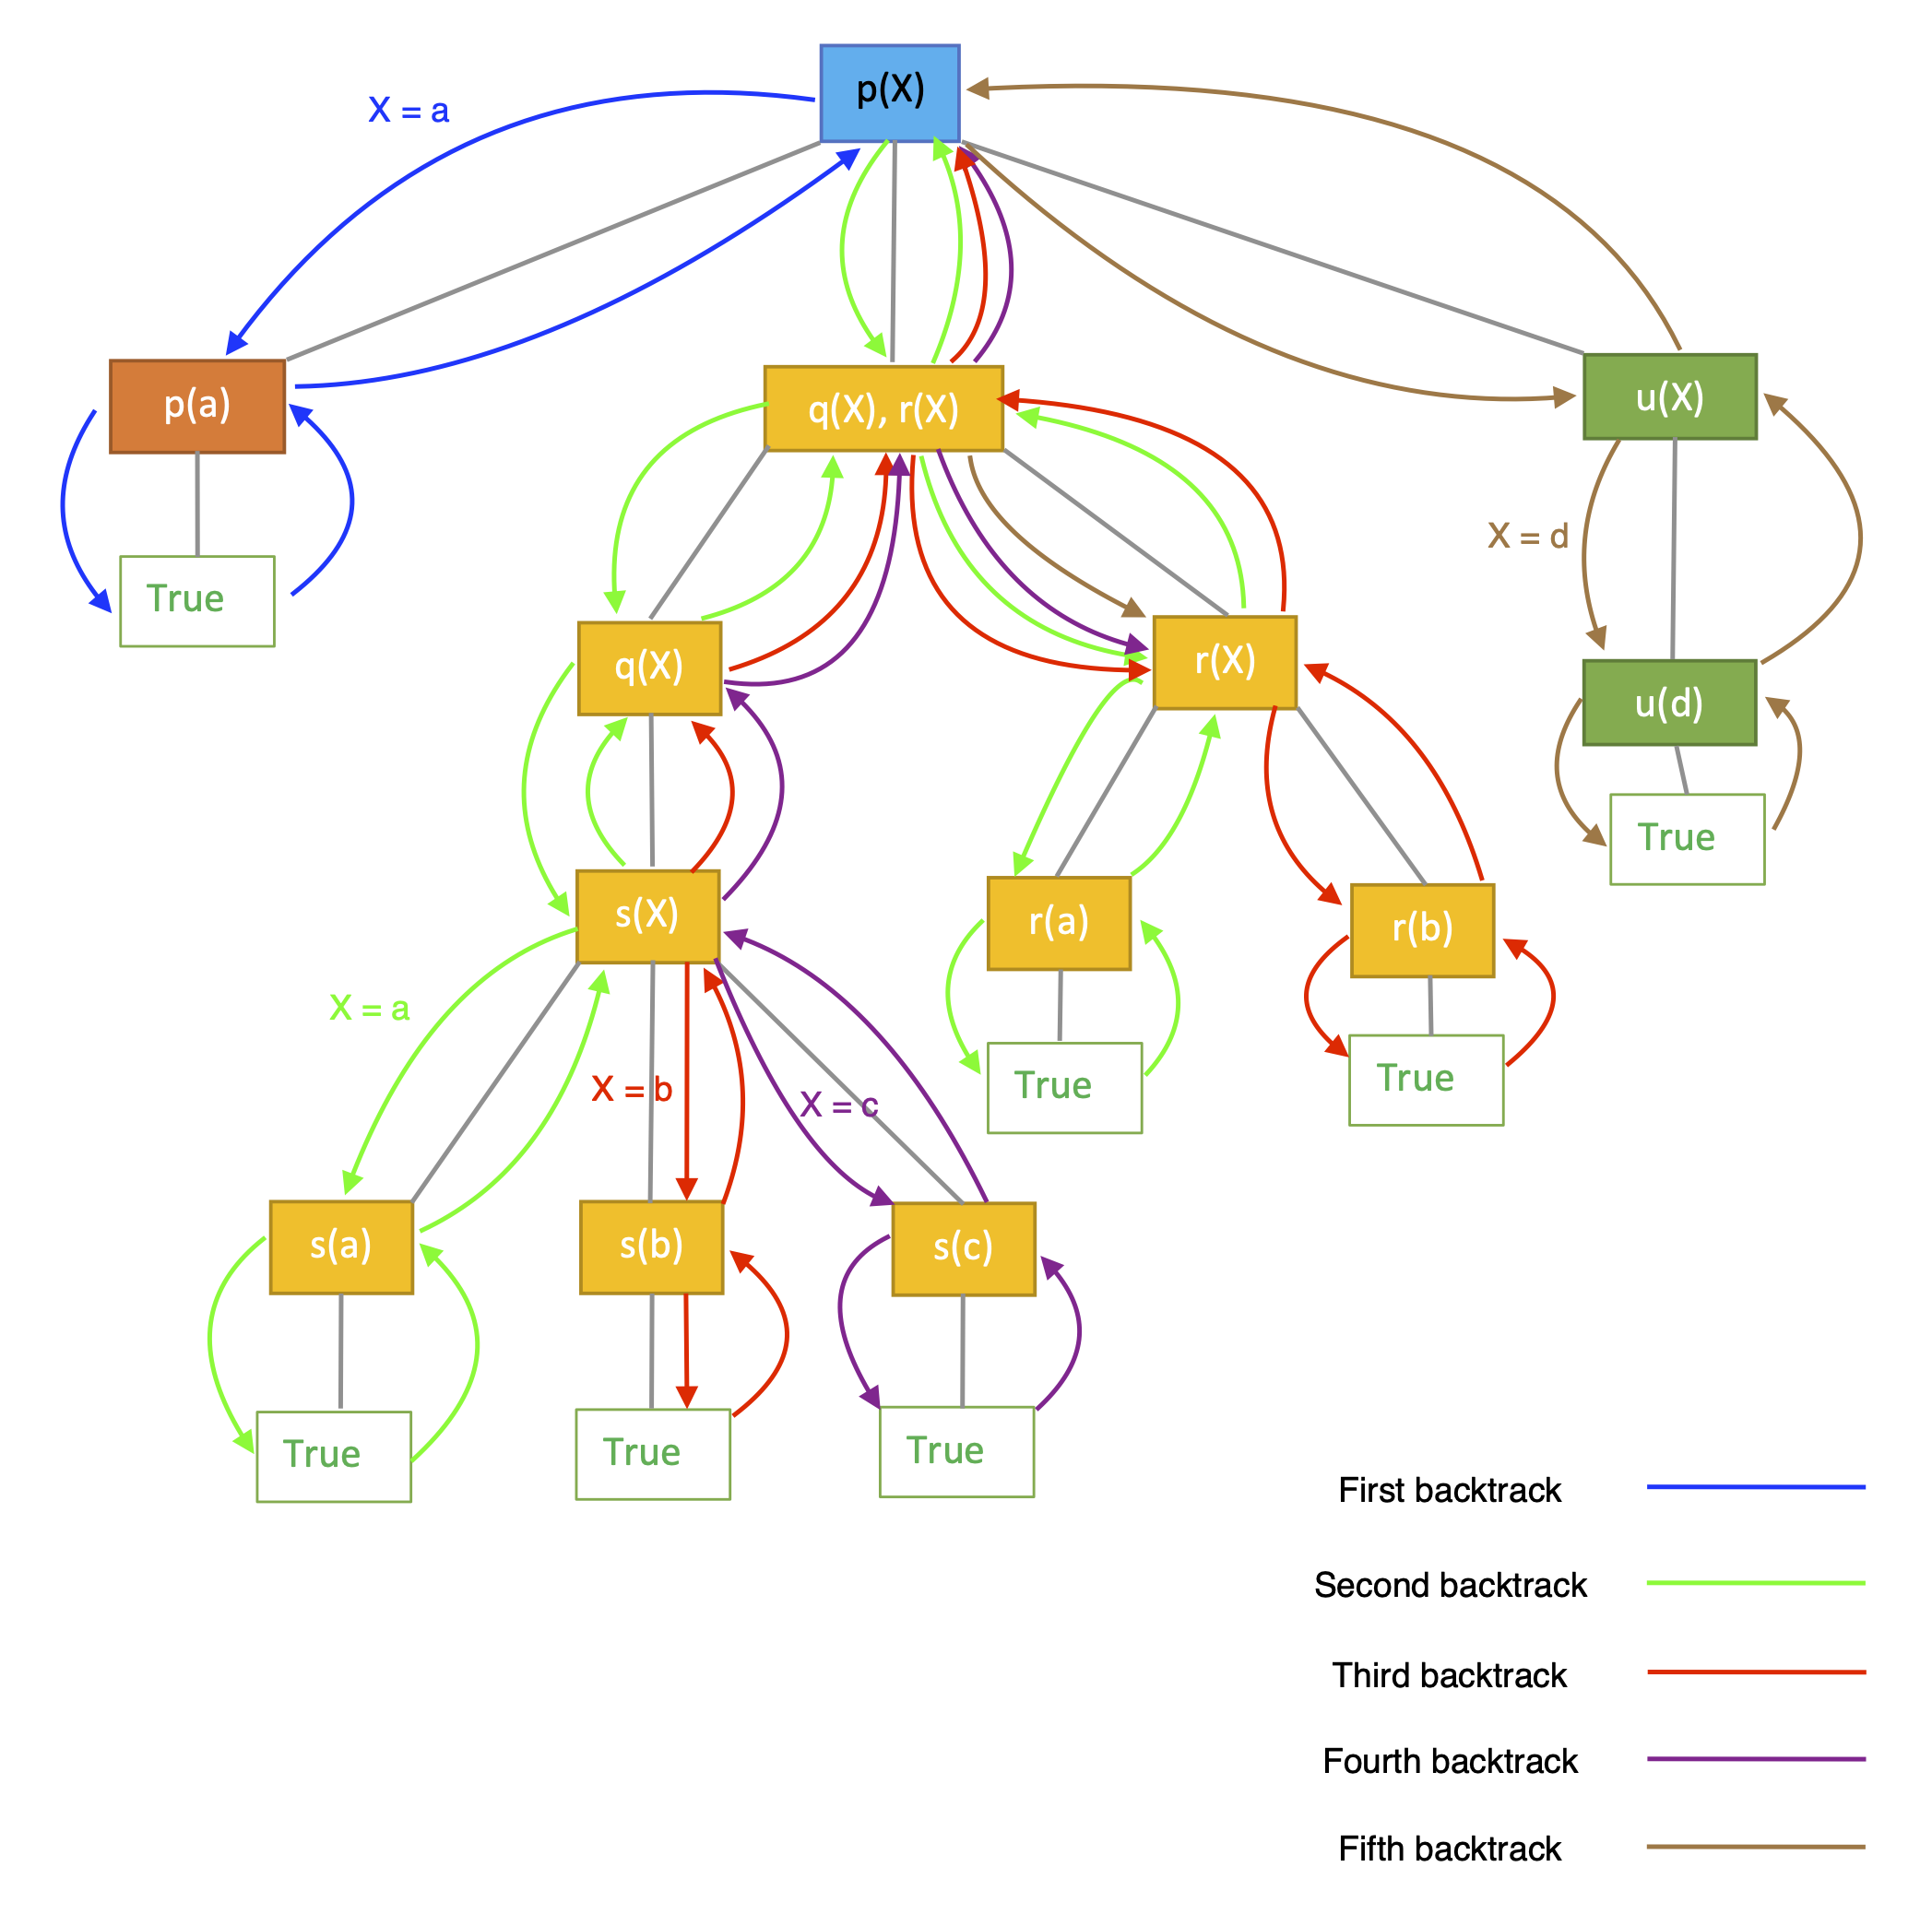 p(X)
X = a
p(a)
q(X), r(X)
u(X)
X = d
True
q(X)
r(X)
u(d)
True
s(X)
r(a)
r(b)
X = a
X = b
X = c
True
True
s(a)
s(b)
s(c)
True
True
True
First backtrack
Second backtrack
Third backtrack
Fourth backtrack
Fifth backtrack